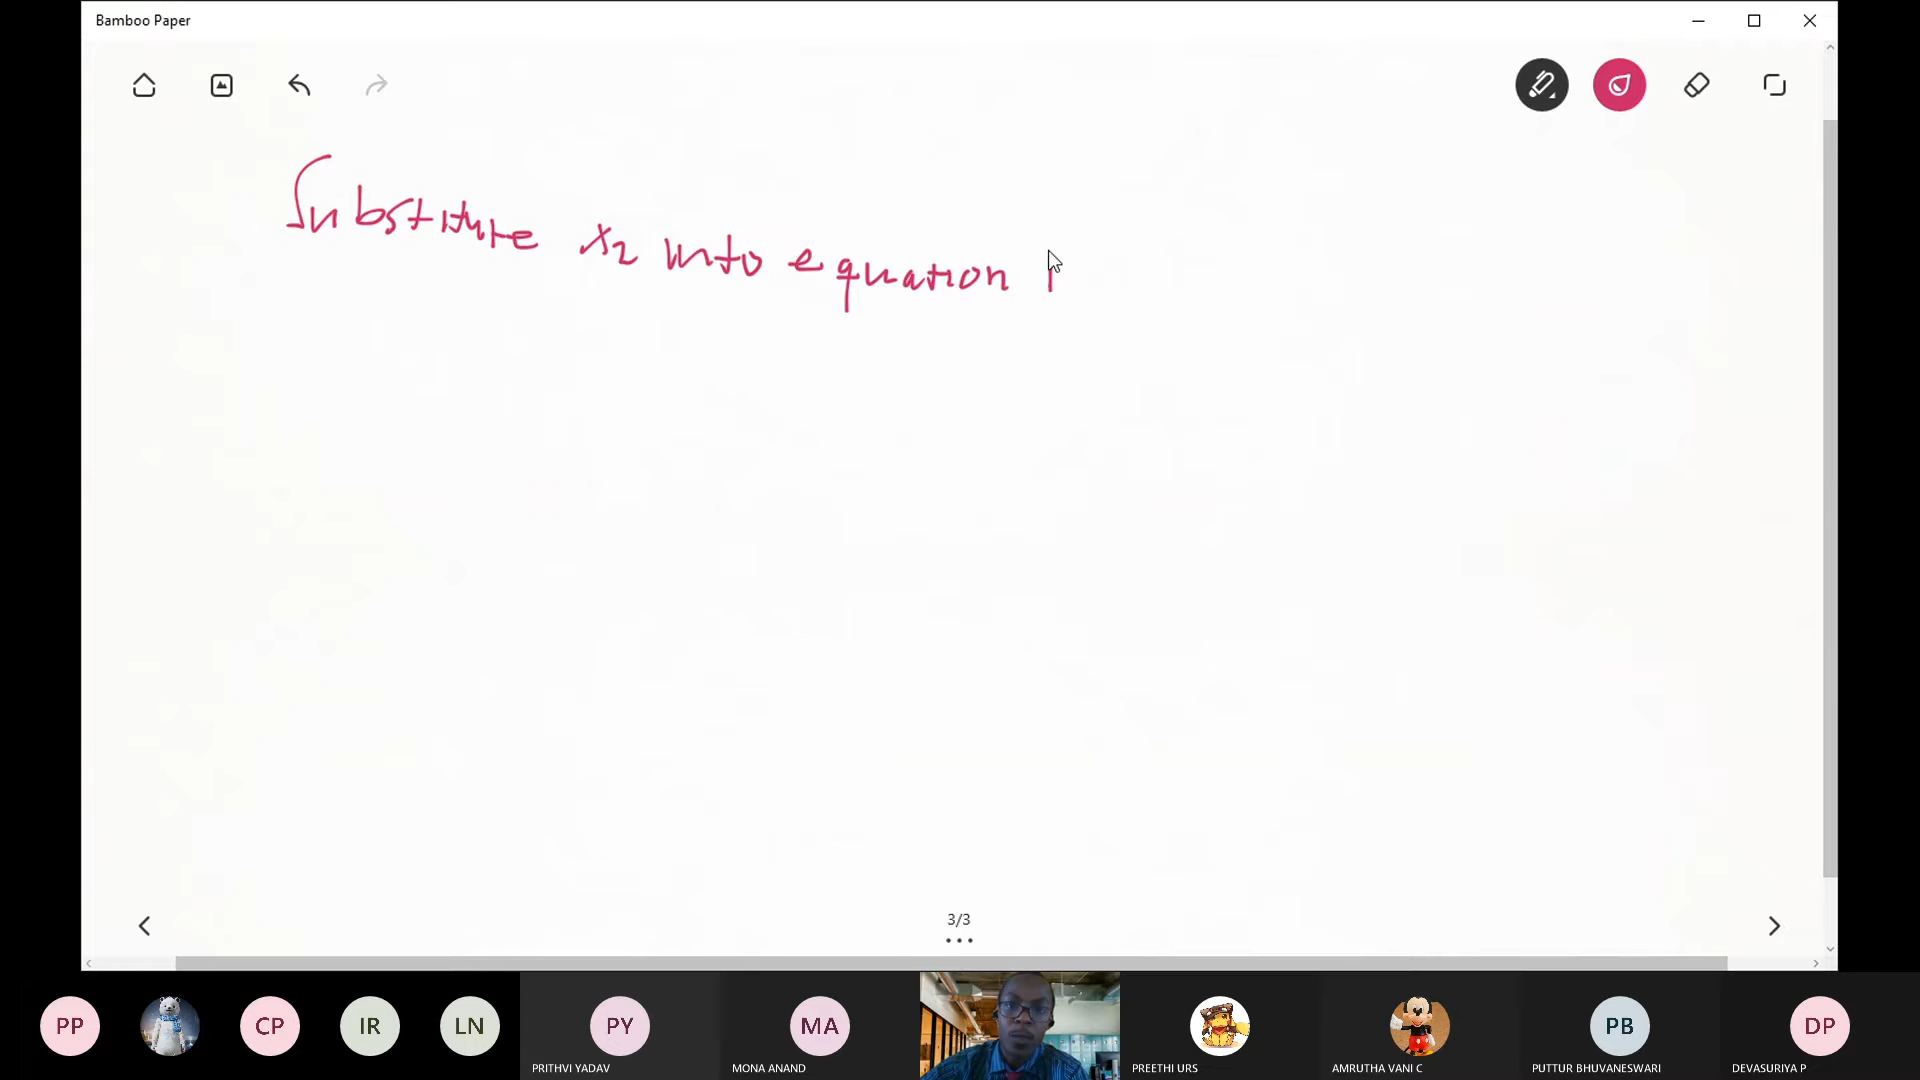 Bamboo Paper
Substitute x₂ into equation 1
3/3
PP
CP
IR
LN
PY
PRITHVI YADAV
MA
MONA ANAND
PREETHI URS
AMRUTHA VANI C
PB
PUTTUR BHUVANESWARI
DP
DEVASURIYA P